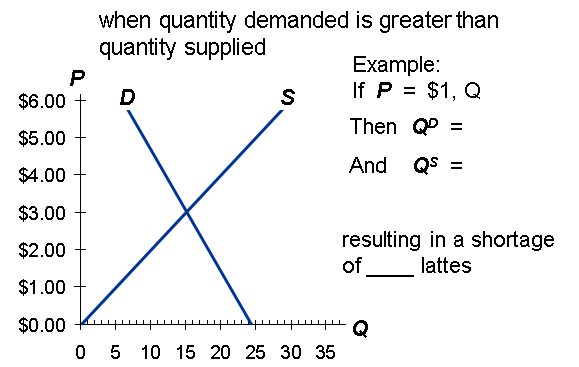 when quantity demanded is greater than
quantity supplied
Example:
If P = $1, Q
Then QD =
And QS =
resulting in a shortage
of ____ lattes
P
D
S
$6.00
$5.00
$4.00
$3.00
$2.00
$1.00
$0.00
Q
0 5 10 15 20 25 30 35